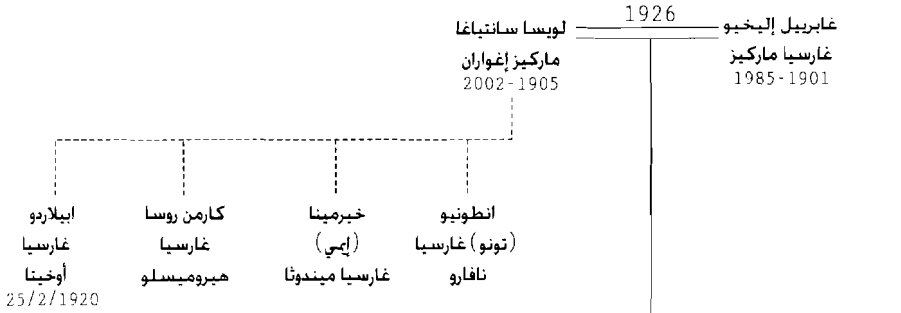 1926
غابرييل إليخيو
غارسيا ماركيز
1985-1901
لويسا سانتياغا
ماركيز إغواران
2002-1905
انطونيو
(تونو) غارسيا
نافارو
خيرمينا
(إيمي)
غارسيا ميندوثا
كارمن روسا
غارسيا
هيروميسلو
ابيلاردو
غارسيا
أوخيتا
25/2/1920